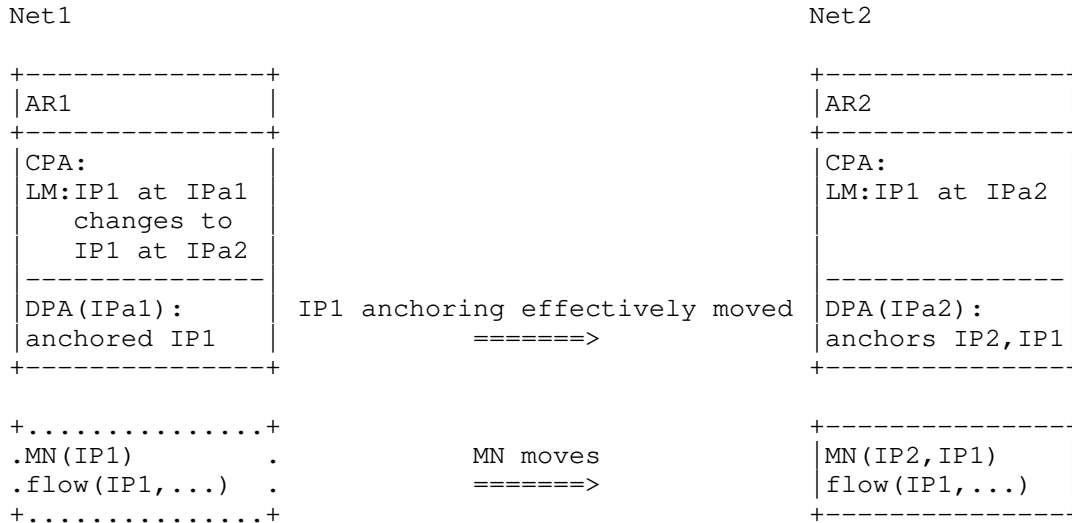 Net1 Net2
AR1 AR2
CPA: CPA:
LM:IP1 at IPa1 LM:IP1 at IPa2
changes to
IP1 at IPa2
DPA(IPa1): IP1 anchoring effectively moved DPA(IPa2):
anchored IP1 =======> anchors IP2,IP1
MN(IP1) MN moves MN(IP2,IP1)
flow(IP1,...) =======> flow(IP1,...)